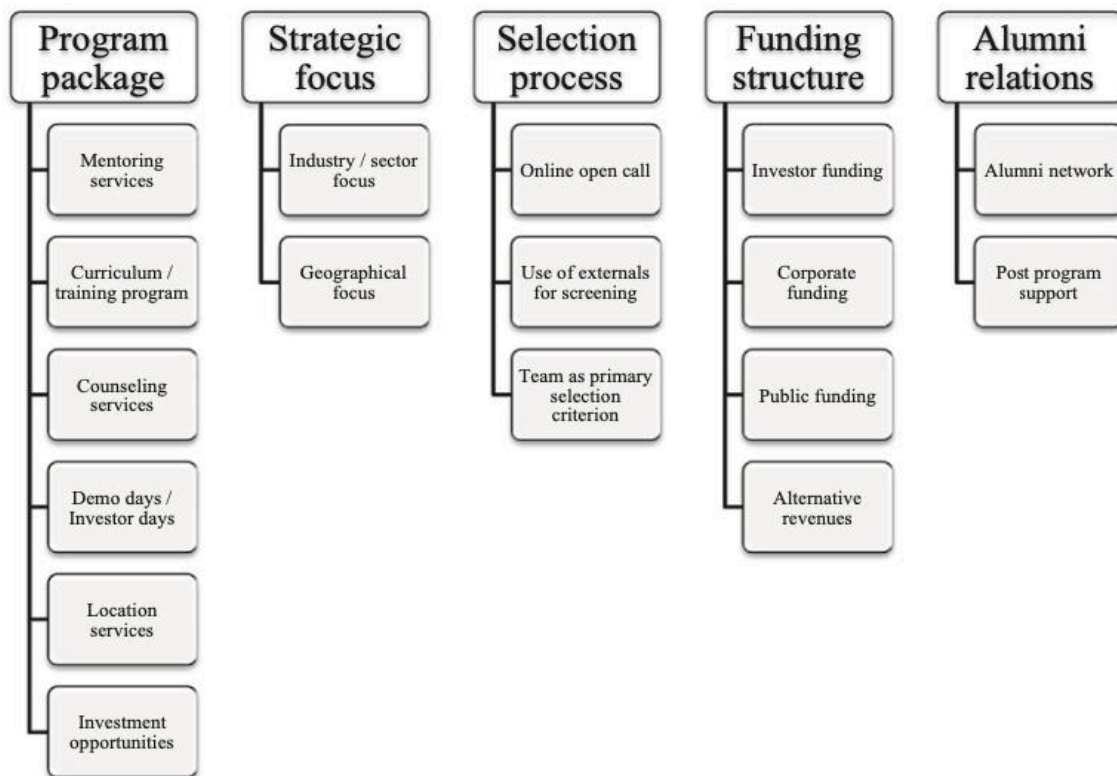 Program
package
Mentoring
services
Curriculum /
training program
Counseling
services
Demo days /
Investor days
Location
services
Investment
opportunities
Strategic
focus
Industry / sector
focus
Geographical
focus
Selection
process
Online open call
Use of externals
for screening
Team as primary
selection
criterion
Funding
structure
Investor funding
Corporate
funding
Public funding
Alternative
revenues
Alumni
relations
Alumni network
Post program
support